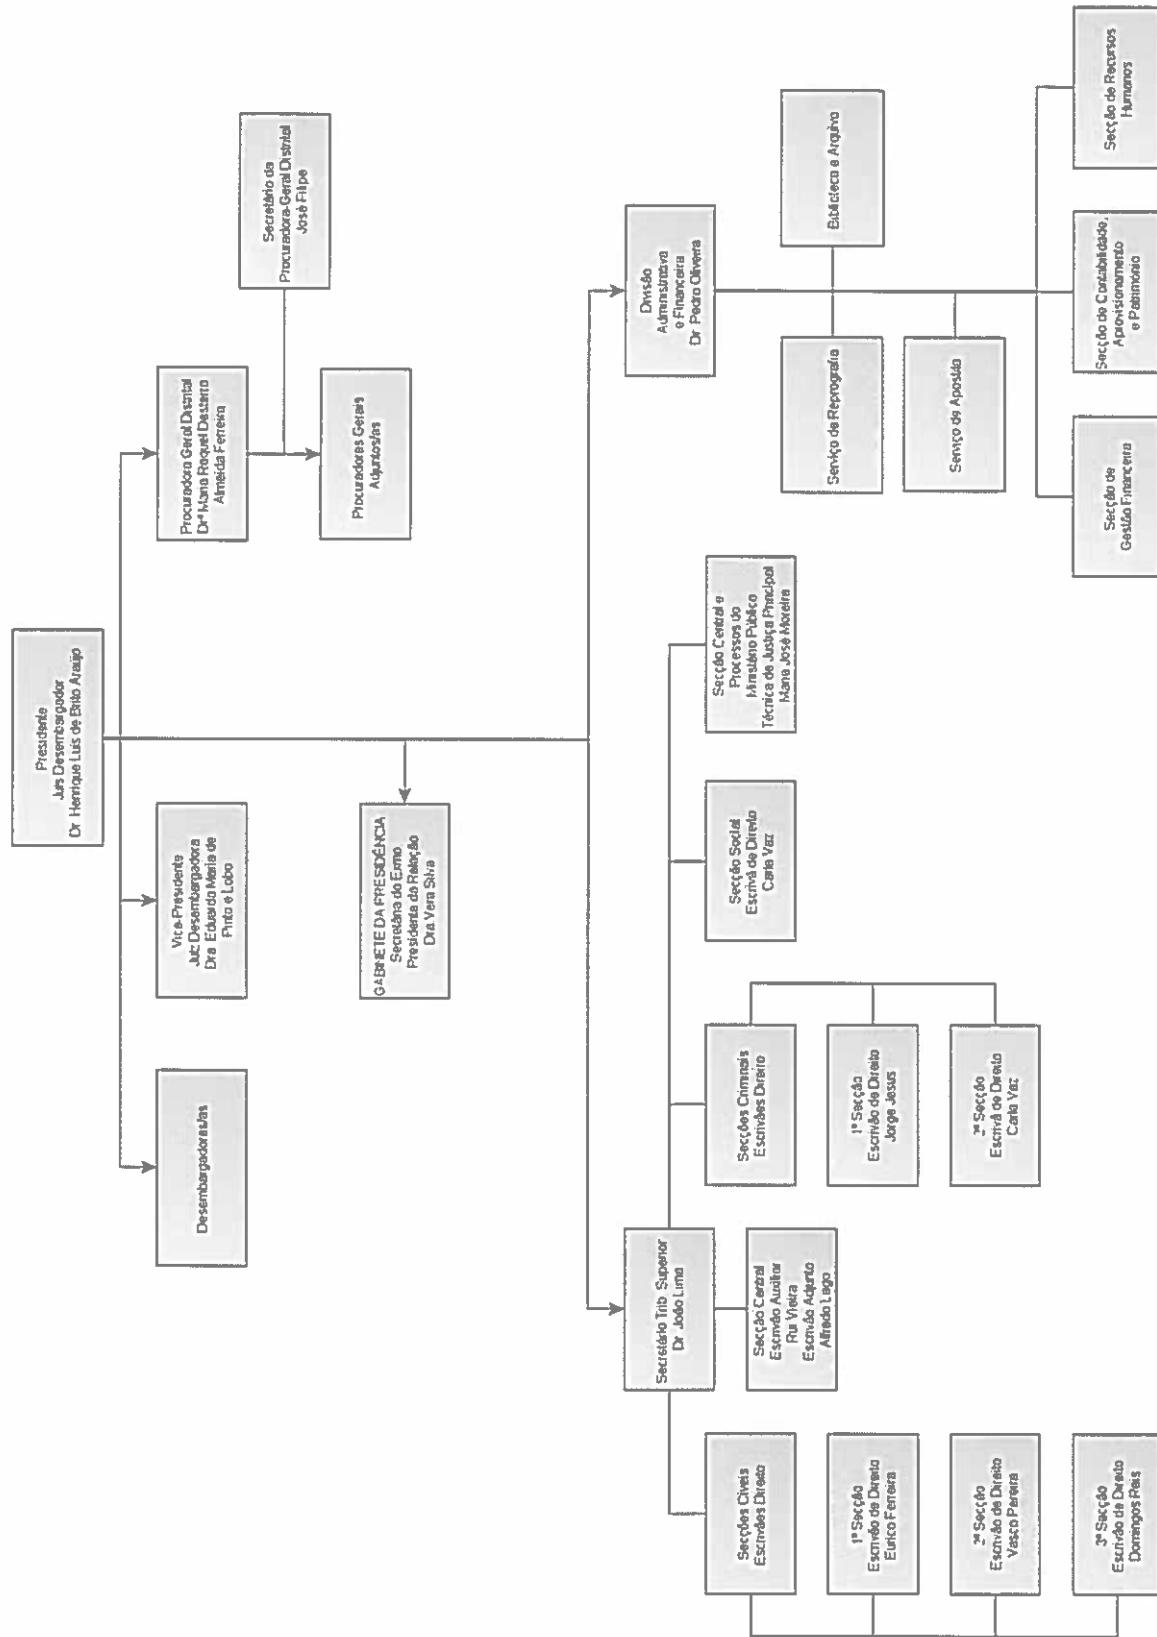 Presidente
Juis Desembargador
Dr Henrique Luís de Brito Araújo
Desembargadoras/as
Vice-Presidente
Juiz Desembargadora
Dra Eduarda Maria de
Pinto e Lobo
Procuradora Geral Distrital
Drª Maria Raquel Desterro
Almeida Ferreira
Secretário da
Procuradora-Geral Distrital
José Filipe
Procuradores Gerais
Adjuntos/as
GABINETE DA PRESIDÊNCIA
Secretária do Exmo
Presidente da Relação
Dra Vera Silva
Secretário Trib. Superior
Dr João Lima
Divisão
Administrativa
e Financeira
Dr Pedro Oliveira
Secções Cíveis
Escrivães Direito
Secção Central
Escrivão Auxiliar
Rui Vieira
Escrivão Adjunto
Alfredo Lago
Secções Criminais
Escrivães Direito
Secção Social
Escrivã de Direito
Carla Vaz
Secção Central e
Processos do
Ministério Público
Técnica de Justiça Principal
Maria José Moreira
Serviço de Reprografia
Biblioteca e Arquivo
1ª Secção
Escrivão de Direito
Eurico Ferreira
1ª Secção
Escrivão de Direito
Jorge Jesus
Serviço de Apostila
2ª Secção
Escrivão de Direito
Vasco Pereira
2ª Secção
Escrivã de Direito
Carla Vaz
3ª Secção
Escrivão de Direito
Domingos Reis
Secção de
Gestão Financeira
Secção de Contabilidade,
Aprovisionamento
e Património
Secção de Recursos
Humanos